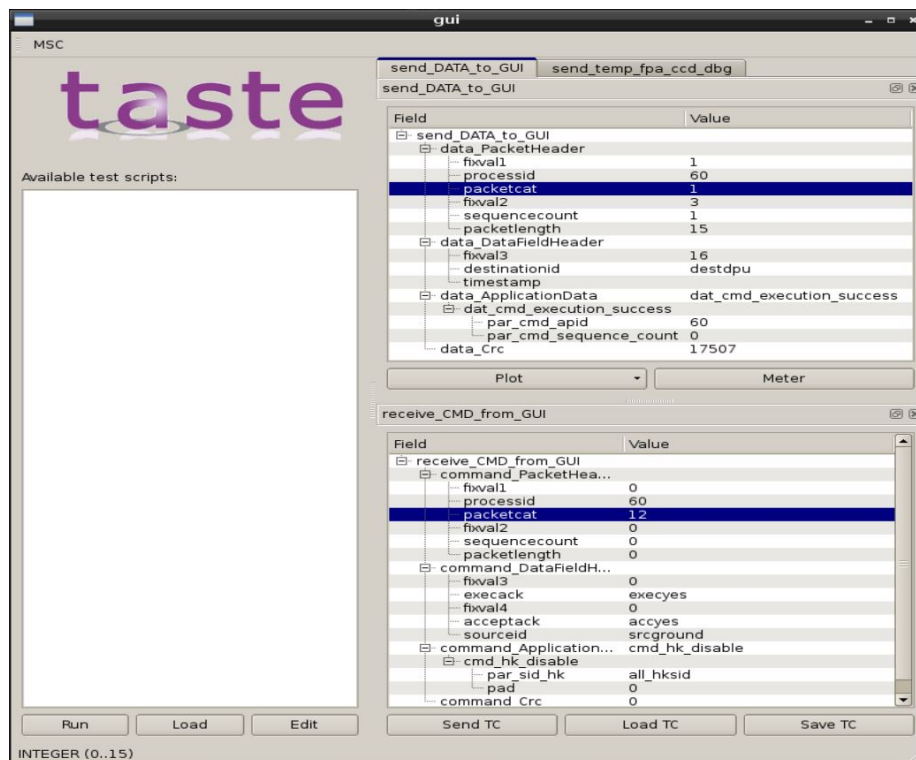 gui
MSC
taste
Available test scripts:
Run Load Edit
INTEGER (0..15)
send_DATA_to_GUI send_temp_fpa_ccd_dbg
send_DATA_to_GUI
Field Value
send_DATA_to_GUI
data_PacketHeader
fixval1 1
processid 60
packetcat 1
fixval2 3
sequencecount 1
packetlength 15
data_DataFieldHeader
fixval3 16
destinationid destdpu
timestamp
data_ApplicationData dat_cmd_execution_success
dat_cmd_execution_success
par_cmd_apid 60
par_cmd_sequence_count 0
data_Crc 17507
Plot Meter
receive_CMD_from_GUI
Field Value
receive_CMD_from_GUI
command_PacketHea...
fixval1 0
processid 60
packetcat 12
fixval2 0
sequencecount 0
packetlength 0
command_DataFieldH...
fixval3 0
execack execyes
fixval4 0
acceptack accyes
sourceid srcground
command_Application... cmd_hk_disable
cmd_hk_disable
par_sid_hk all_hksid
pad 0
command_Crc 0
Send TC Load TC Save TC